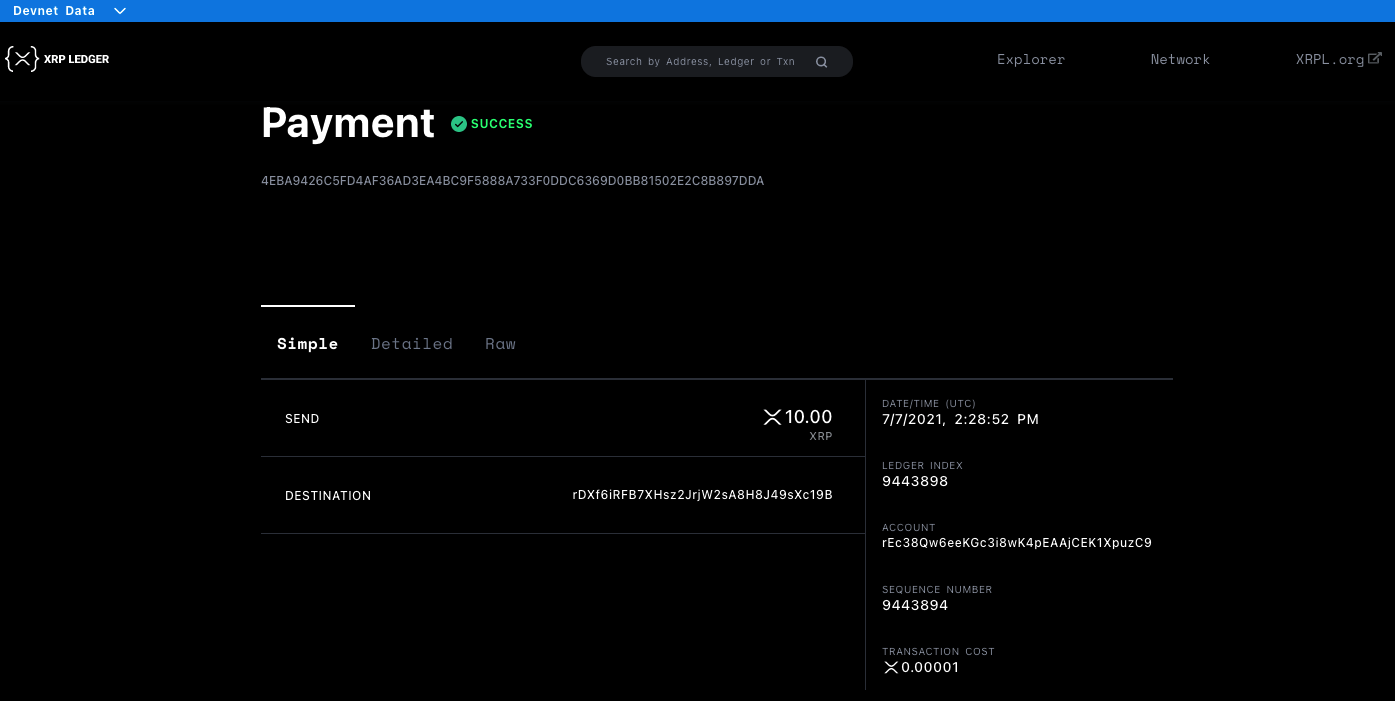 Devnet Data
XRP LEDGER
Search by Address, Ledger or Txn
Explorer
Network
XRPL.org
Payment
SUCCESS
4EBA9426C5FD4AF36AD3EA4BC9F5888A733F0DDC6369D0BB81502E2C8B897DDA
Simple
Detailed
Raw
SEND
10.00
XRP
DESTINATION
rDXf6iRFB7XHsz2JrjW2sA8H8J49sXc19B
DATE/TIME (UTC)
7/7/2021, 2:28:52 PM
LEDGER INDEX
9443898
ACCOUNT
rEc38Qw6eeKGc3i8wK4pEAAjCEK1XpuzC9
SEQUENCE NUMBER
9443894
TRANSACTION COST
0.00001